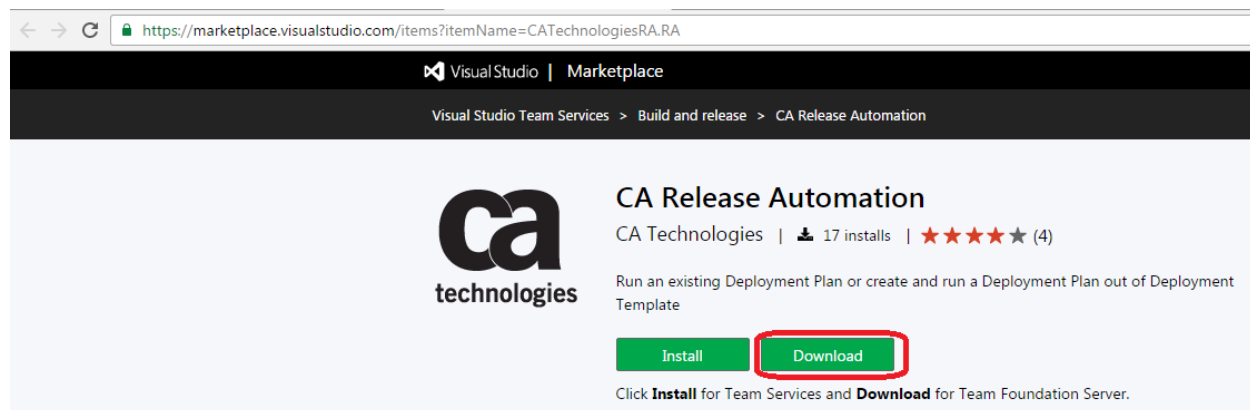 https://marketplace.visualstudio.com/items?itemName=CATechnologiesRA.RA
Visual Studio | Marketplace
Visual Studio Team Services > Build and release > CA Release Automation
ca
technologies
CA Release Automation
CA Technologies | 17 installs | (4)
Run an existing Deployment Plan or create and run a Deployment Plan out of Deployment
Template
Install Download
Click Install for Team Services and Download for Team Foundation Server.